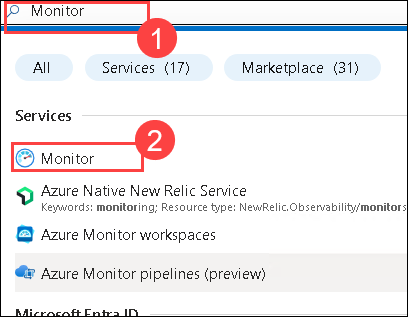 Monitor
1
All
Services (17)
Marketplace (31)
Services
2
Monitor
Azure Native New Relic Service
Keywords: monitoring; Resource type: NewRelic.Observability/monitors
Azure Monitor workspaces
Azure Monitor pipelines (preview)
Microsoft Entra ID